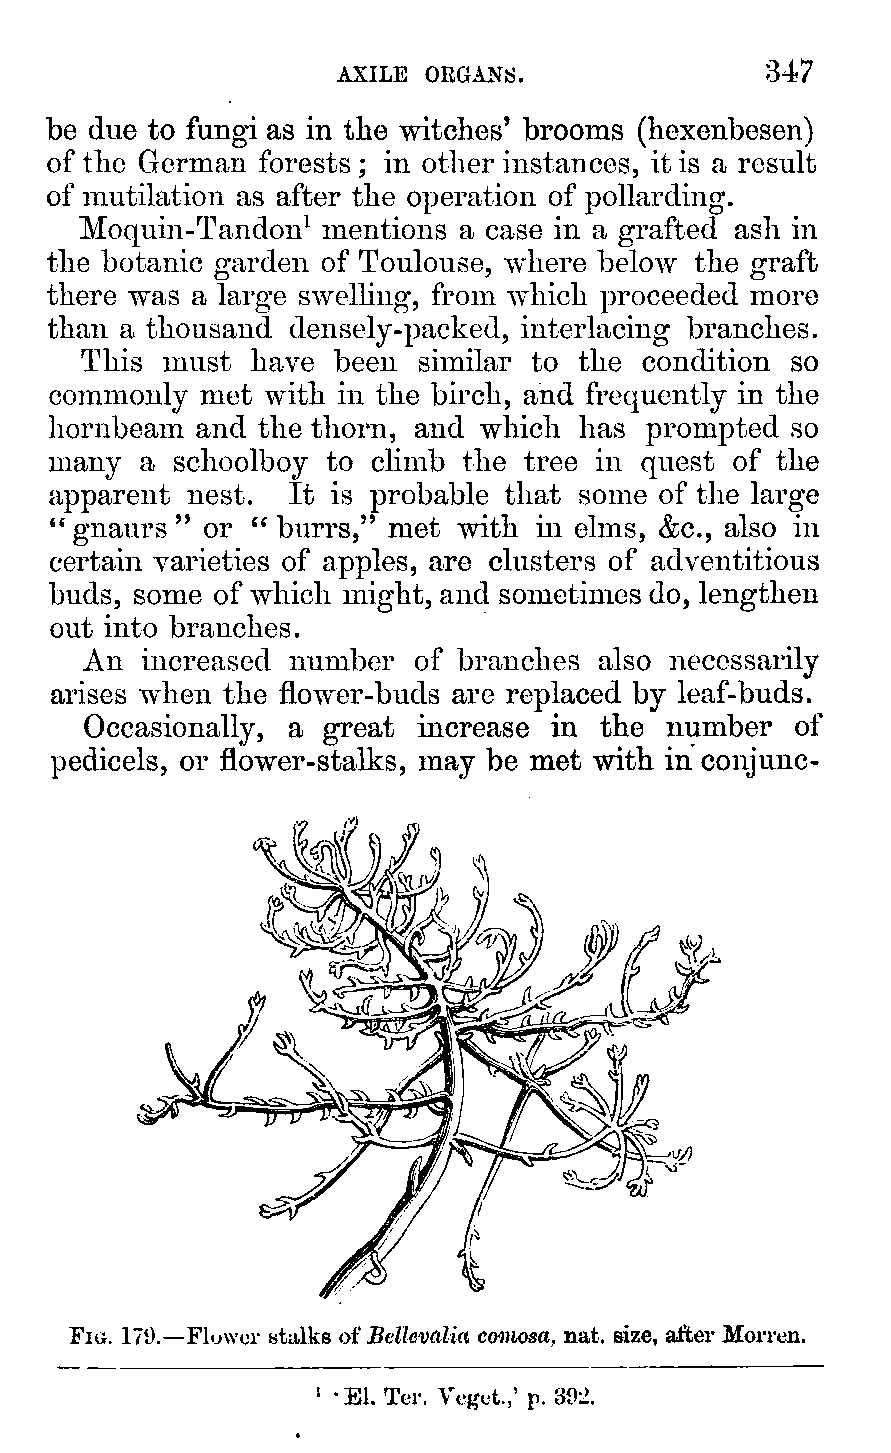 AXILE ORGANS. 347
be due to fungi as in the witches’ brooms (hexenbesen)
of the German forests; in other instances, it is a result
of mutilation as after the operation of pollarding.
Moquin-Tandon¹ mentions a case in a grafted ash in
the botanic garden of Toulouse, where below the graft
there was a large swelling, from which proceeded more
than a thousand densely-packed, interlacing branches.
This must have been similar to the condition so
commonly met with in the birch, and frequently in the
hornbeam and the thorn, and which has prompted so
many a schoolboy to climb the tree in quest of the
apparent nest. It is probable that some of the large
“gnaurs” or “burrs,” met with in elms, &c., also in
certain varieties of apples, are clusters of adventitious
buds, some of which might, and sometimes do, lengthen
out into branches.
An increased number of branches also necessarily
arises when the flower-buds are replaced by leaf-buds.
Occasionally, a great increase in the number of
pedicels, or flower-stalks, may be met with in conjunc-
FIG. 179.—Flower stalks of Bellevalia comosa, nat. size, after Morren.
¹ ‘El. Ter. Veget.,’ p. 392.